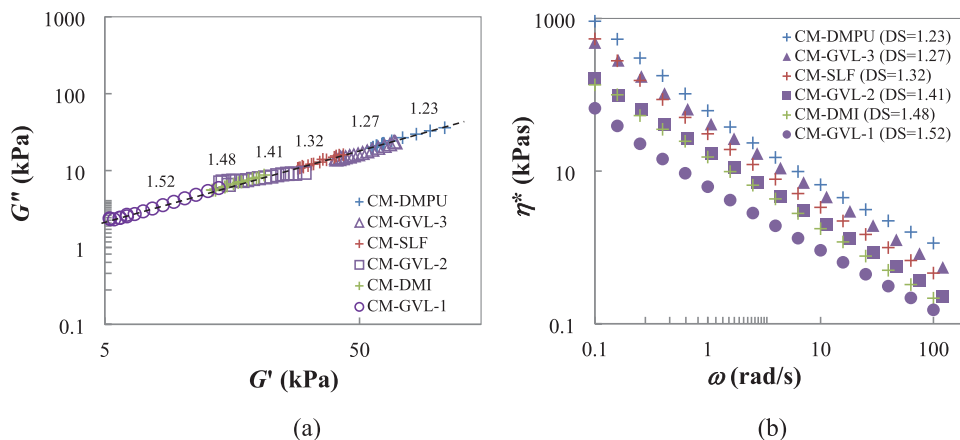 1000
100
10
1
0.1
G'' (kPa)
1.23
1.27
1.32
1.41
1.48
1.52
CM-DMPU
CM-GVL-3
CM-SLF
CM-GVL-2
CM-DMI
CM-GVL-1
5
50
G' (kPa)
(a)
1000
10
0.1
η* (kPas)
CM-DMPU (DS=1.23)
CM-GVL-3 (DS=1.27)
CM-SLF (DS=1.32)
CM-GVL-2 (DS=1.41)
CM-DMI (DS=1.48)
CM-GVL-1 (DS=1.52)
0.1
1
10
100
ω (rad/s)
(b)